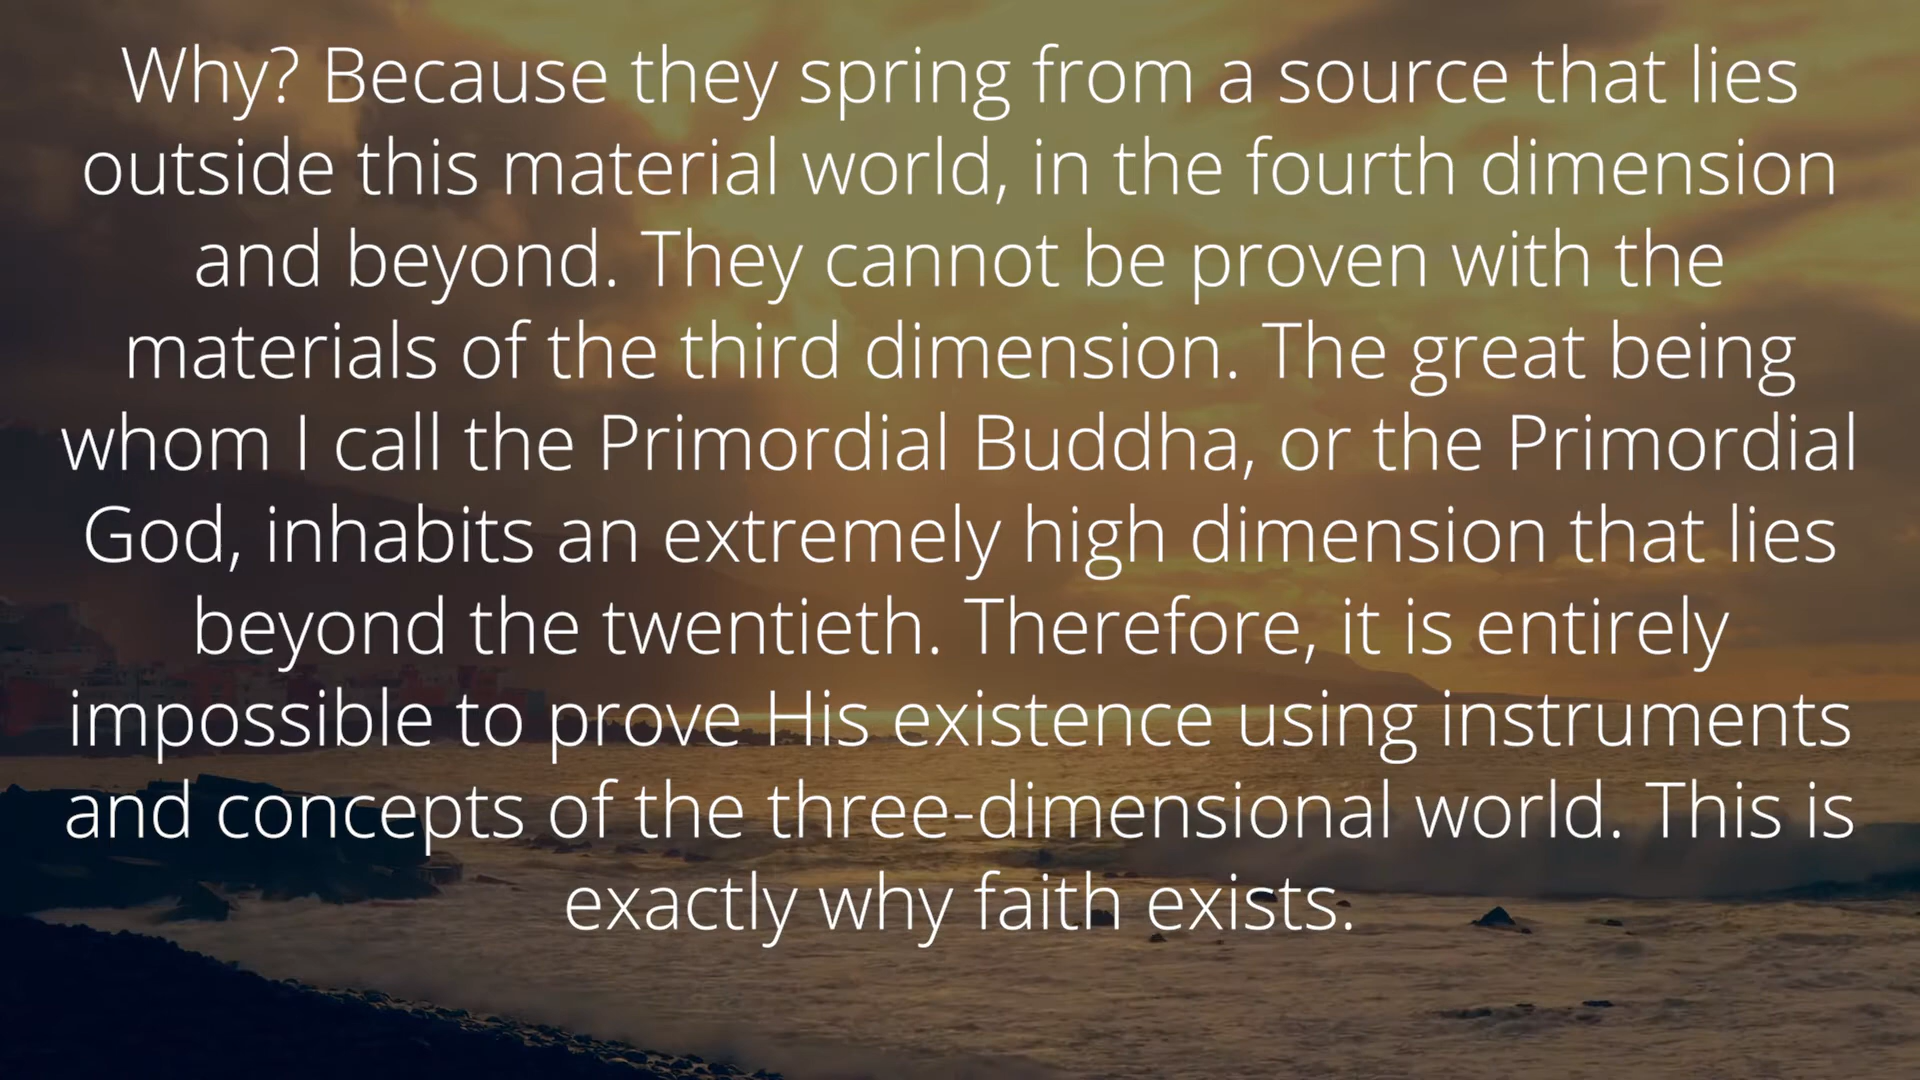 Why? Because they spring from a source that lies
outside this material world, in the fourth dimension
and beyond. They cannot be proven with the
materials of the third dimension. The great being
whom I call the Primordial Buddha, or the Primordial
God, inhabits an extremely high dimension that lies
beyond the twentieth. Therefore, it is entirely
impossible to prove His existence using instruments
and concepts of the three-dimensional world. This is
exactly why faith exists.